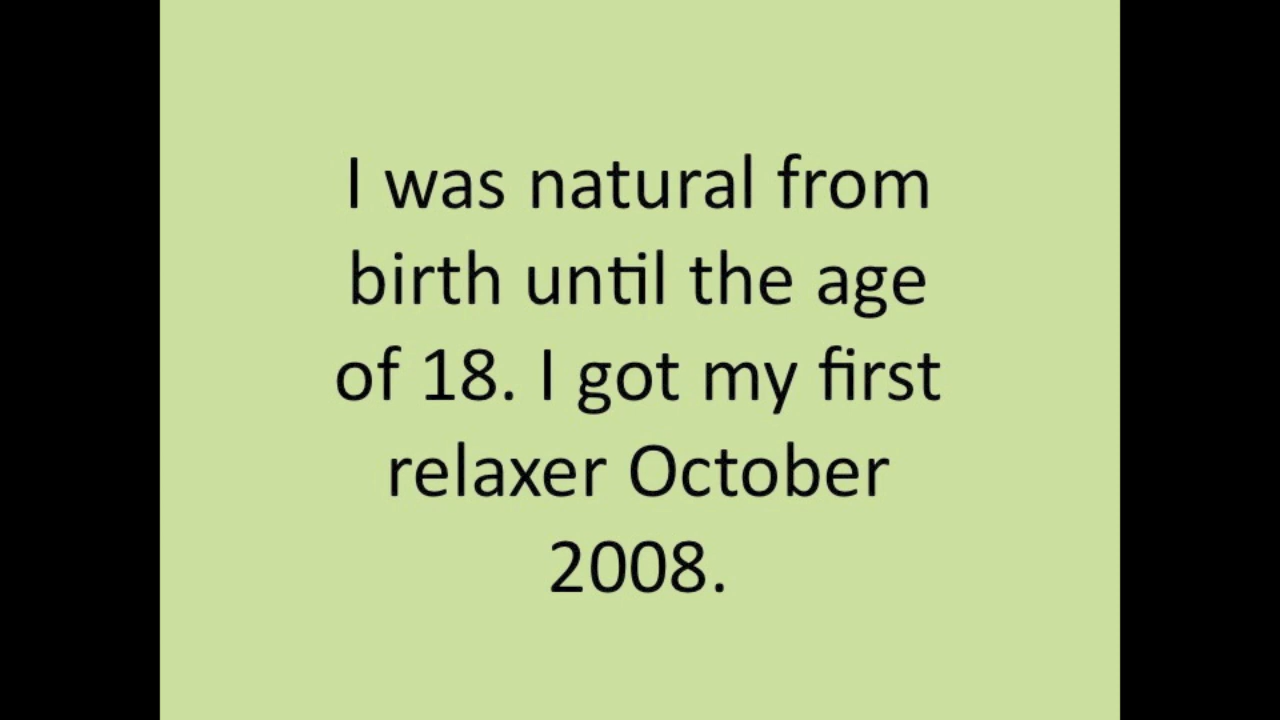 I was natural from
birth until the age
of 18. I got my first
relaxer October
2008.